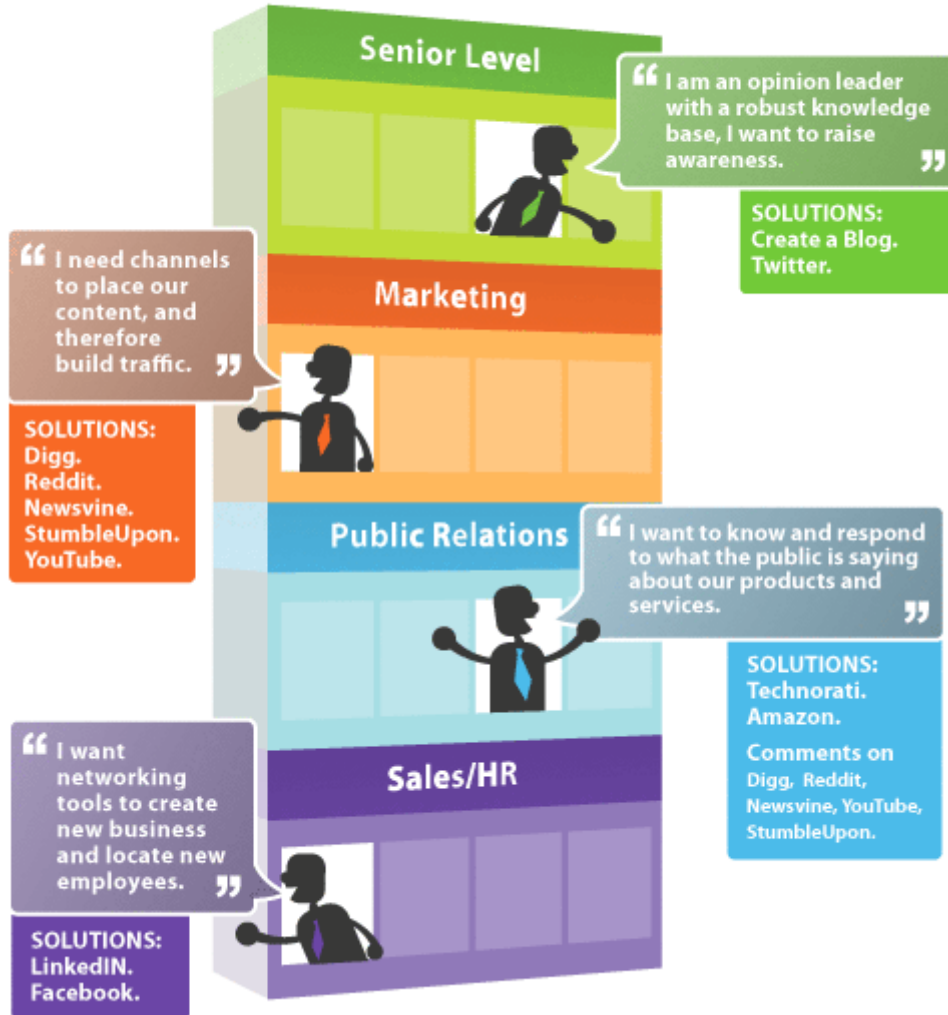 Senior Level
“ I am an opinion leader
with a robust knowledge
base, I want to raise
awareness. ”
SOLUTIONS:
Create a Blog.
Twitter.
Marketing
“ I need channels
to place our
content, and
therefore
build traffic. ”
SOLUTIONS:
Digg.
Reddit.
Newsvine.
StumbleUpon.
YouTube.
Public Relations
“ I want to know and respond
to what the public is saying
about our products and
services. ”
SOLUTIONS:
Technorati.
Amazon.
Comments on
Digg, Reddit,
Newsvine, YouTube,
StumbleUpon.
Sales/HR
“ I want
networking
tools to create
new business
and locate new
employees. ”
SOLUTIONS:
LinkedIN.
Facebook.